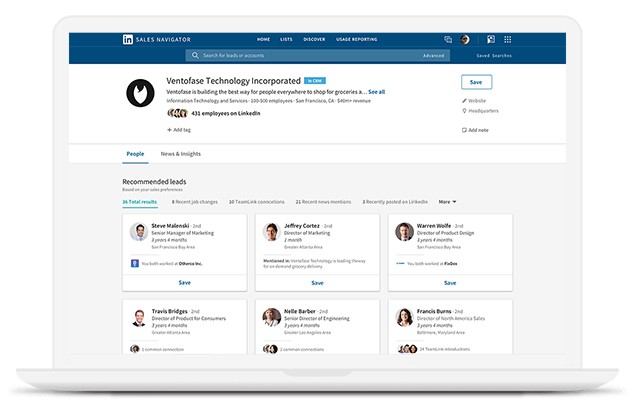 in SALES NAVIGATOR HOME LISTS DISCOVER USAGE REPORTING
Search for leads or accounts Advanced Saved Searches
Ventofase Technology Incorporated in CRM
Save
Ventofase is building the best way for people everywhere to shop for groceries a... See all
Information Technology and Services · 100-500 employees · San Francisco, CA · $40M+ revenue
Website
431 employees on LinkedIn
Headquarters
+ Add tag
Add note
People News & Insights
Recommended leads
Based on your sales preferences
36 Total results 8 Recent job changes 20 TeamLink connections 21 Recent news mentions 3 Recently posted on LinkedIn More
Steve Malenski · 2nd
Senior Manager of Marketing
3 years 4 months
San Francisco Bay Area
You both worked at Otherco Inc.
Save
Jeffrey Cortez · 2nd
Director of Marketing
1 month
Greater Atlanta Area
Mentioned in: Ventofase Technology is leading the way
for on-demand grocery delivery
Save
Warren Wolfe · 2nd
Director of Product Design
3 years 4 months
San Francisco Bay Area
You both worked at FixDex
Save
Travis Bridges · 2nd
Director of Product for Consumers
3 years 4 months
Greater Atlanta Area
1 common connection
Nelle Barber · 2nd
Senior Director of Engineering
3 years 4 months
Greater Los Angeles Area
2 common connections
Francis Burns · 2nd
Director of North America Sales
3 years 4 months
Baltimore, Maryland Area
24 TeamLink introductions